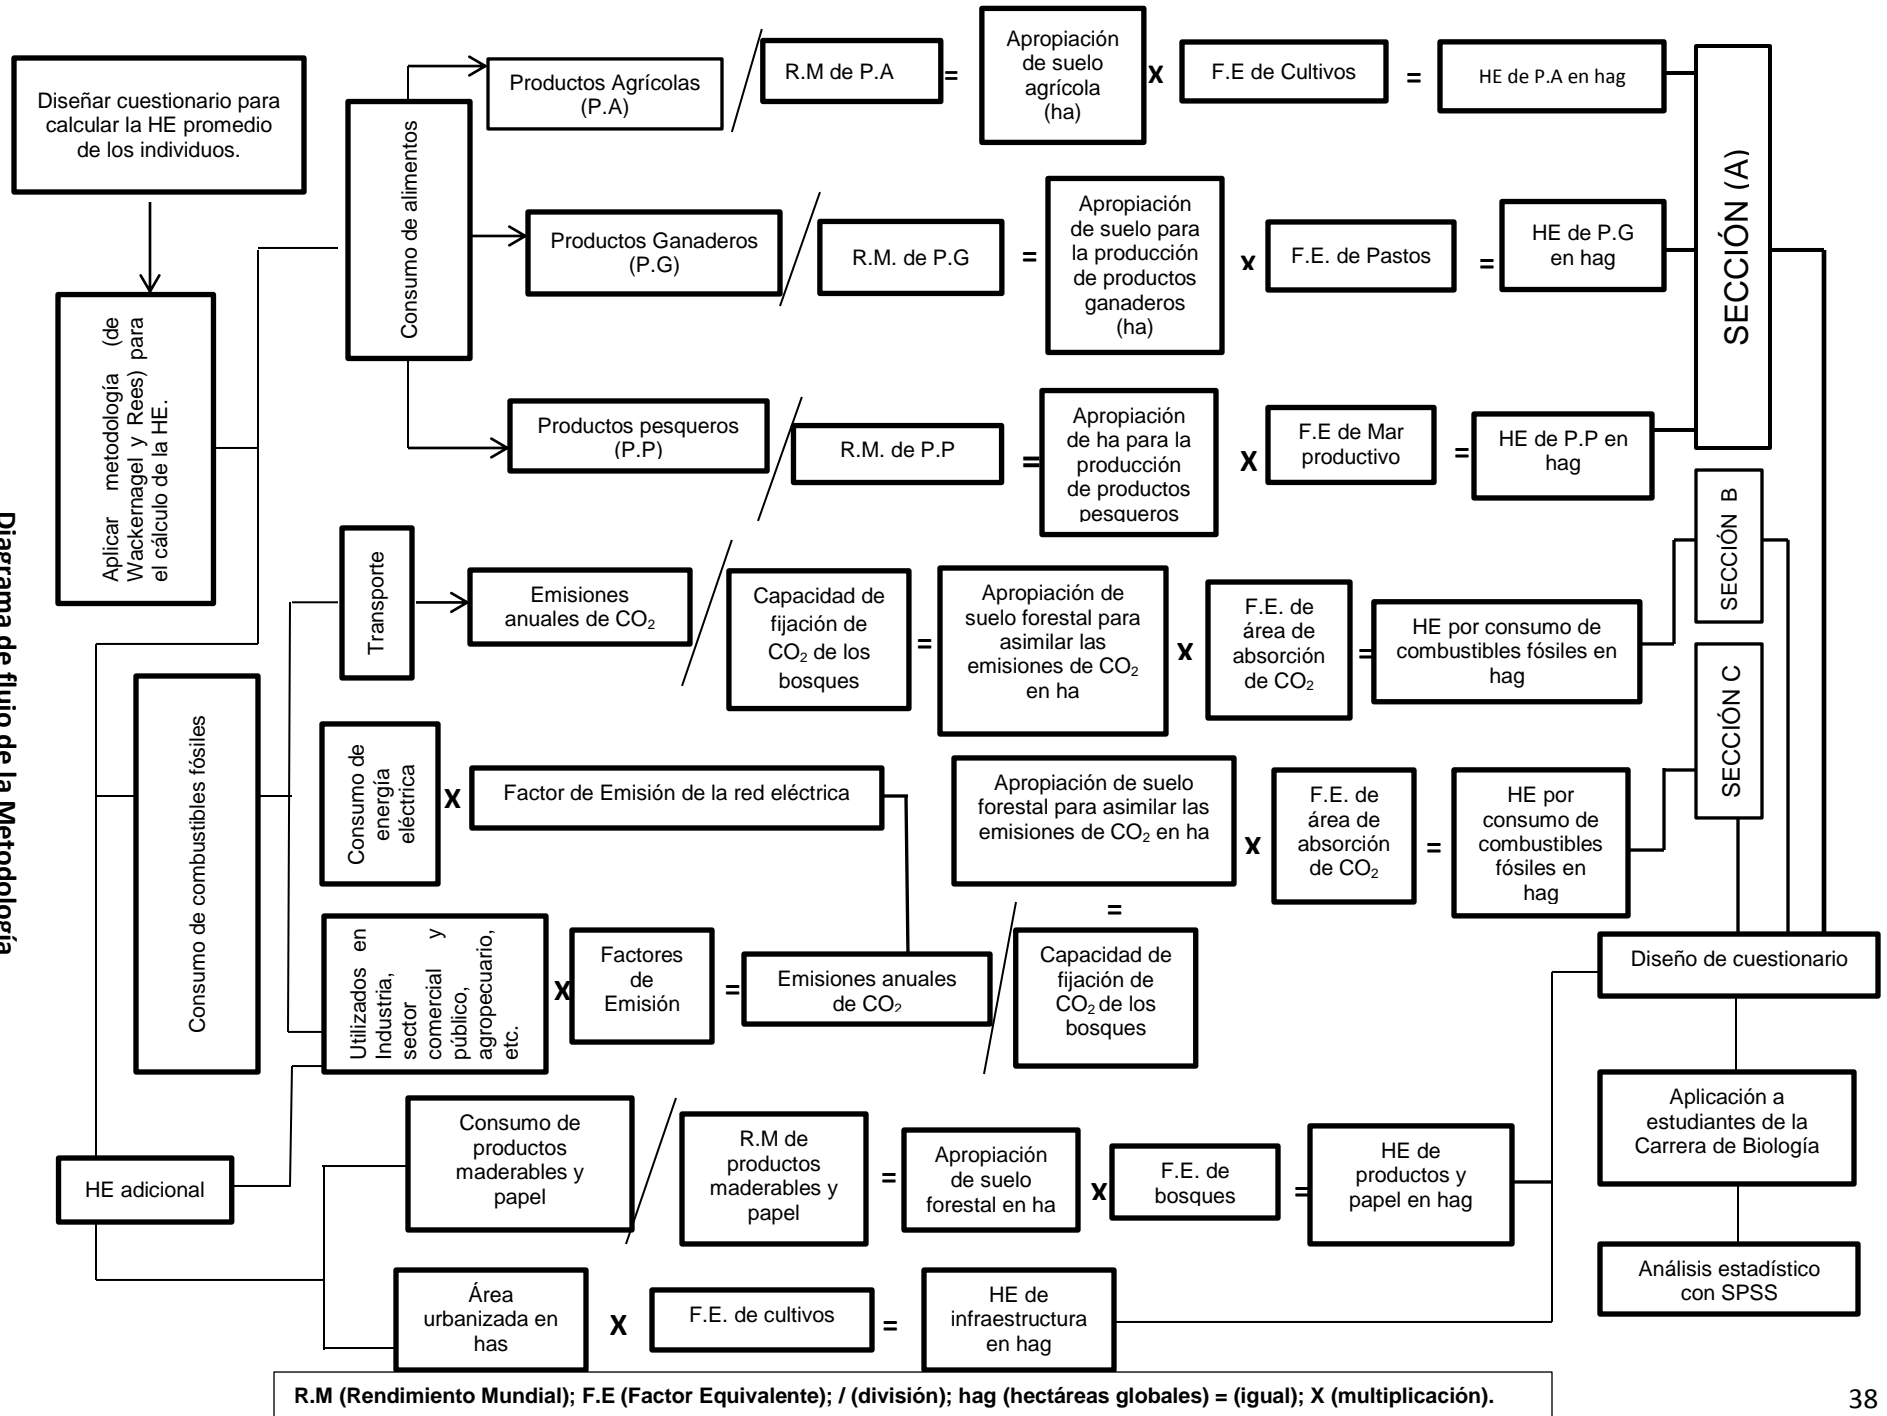 Diagrama de flujo de la Metodología
Diseñar cuestionario para
calcular la HE promedio
de los individuos.
Aplicar metodología (de
Wackernagel y Rees) para
el cálculo de la HE.
Consumo de alimentos
Productos Agrícolas
(P.A)
R.M de P.A
=
Apropiación
de suelo
agrícola
(ha)
X
F.E de Cultivos
=
HE de P.A en hag
Productos Ganaderos
(P.G)
R.M. de P.G
=
Apropiación
de suelo para
la producción
de productos
ganaderos
(ha)
X
F.E. de Pastos
=
HE de P.G
en hag
Productos pesqueros
(P.P)
R.M. de P.P
=
Apropiación
de ha para la
producción
de productos
pesqueros
X
F.E de Mar
productivo
=
HE de P.P en
hag
SECCIÓN (A)
Consumo de combustibles fósiles
Transporte
Emisiones
anuales de CO₂
Capacidad de
fijación de
CO₂ de los
bosques
=
Apropiación de
suelo forestal para
asimilar las
emisiones de CO₂
en ha
X
F.E. de
área de
absorción
de CO₂
=
HE por consumo de
combustibles fósiles en
hag
SECCIÓN B
Consumo de
energía
eléctrica
X
Factor de Emisión de la red eléctrica
Apropiación de suelo
forestal para asimilar las
emisiones de CO₂ en ha
X
F.E. de
área de
absorción
de CO₂
=
HE por
consumo de
combustibles
fósiles en
hag
SECCIÓN C
Utilizados en
Industria,
sector
comercial y
público,
agropecuario,
etc.
X
Factores
de
Emisión
=
Emisiones anuales
de CO₂
=
Capacidad de
fijación de
CO₂ de los
bosques
HE adicional
Consumo de
productos
maderables y
papel
R.M de
productos
maderables y
papel
=
Apropiación
de suelo
forestal en ha
X
F.E. de
bosques
=
HE de
productos y
papel en hag
Área
urbanizada en
has
X
F.E. de cultivos
=
HE de
infraestructura
en hag
Diseño de cuestionario
Aplicación a
estudiantes de la
Carrera de Biología
Análisis estadístico
con SPSS
R.M (Rendimiento Mundial); F.E (Factor Equivalente); / (división); hag (hectáreas globales) = (igual); X (multiplicación).
38